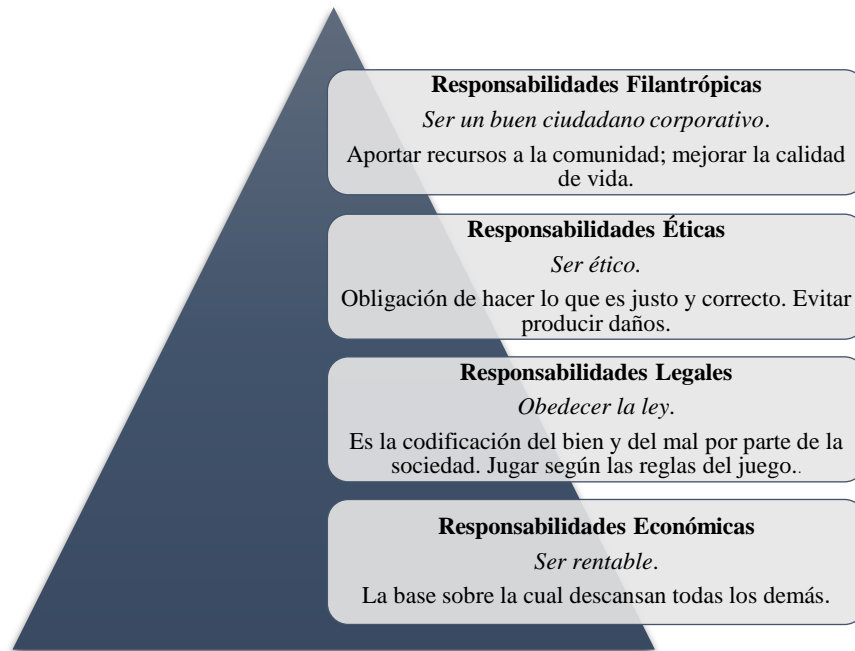 Responsabilidades Filantrópicas
Ser un buen ciudadano corporativo.
Aportar recursos a la comunidad; mejorar la calidad
de vida.
Responsabilidades Éticas
Ser ético.
Obligación de hacer lo que es justo y correcto. Evitar
producir daños.
Responsabilidades Legales
Obedecer la ley.
Es la codificación del bien y del mal por parte de la
sociedad. Jugar según las reglas del juego..
Responsabilidades Económicas
Ser rentable.
La base sobre la cual descansan todas los demás.